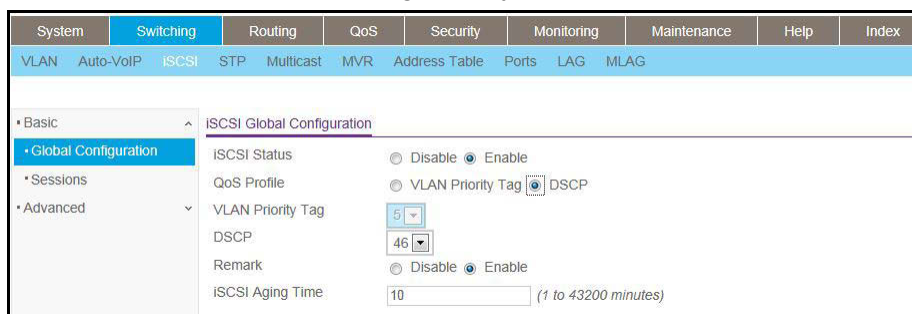 System Switching Routing QoS Security Monitoring Maintenance Help Index
VLAN Auto-VoIP iSCSI STP Multicast MVR Address Table Ports LAG MLAG
Basic
iSCSI Global Configuration
Global Configuration
iSCSI Status Disable Enable
Sessions
QoS Profile VLAN Priority Tag DSCP
Advanced
VLAN Priority Tag 5
DSCP 46
Remark Disable Enable
iSCSI Aging Time 10 (1 to 43200 minutes)